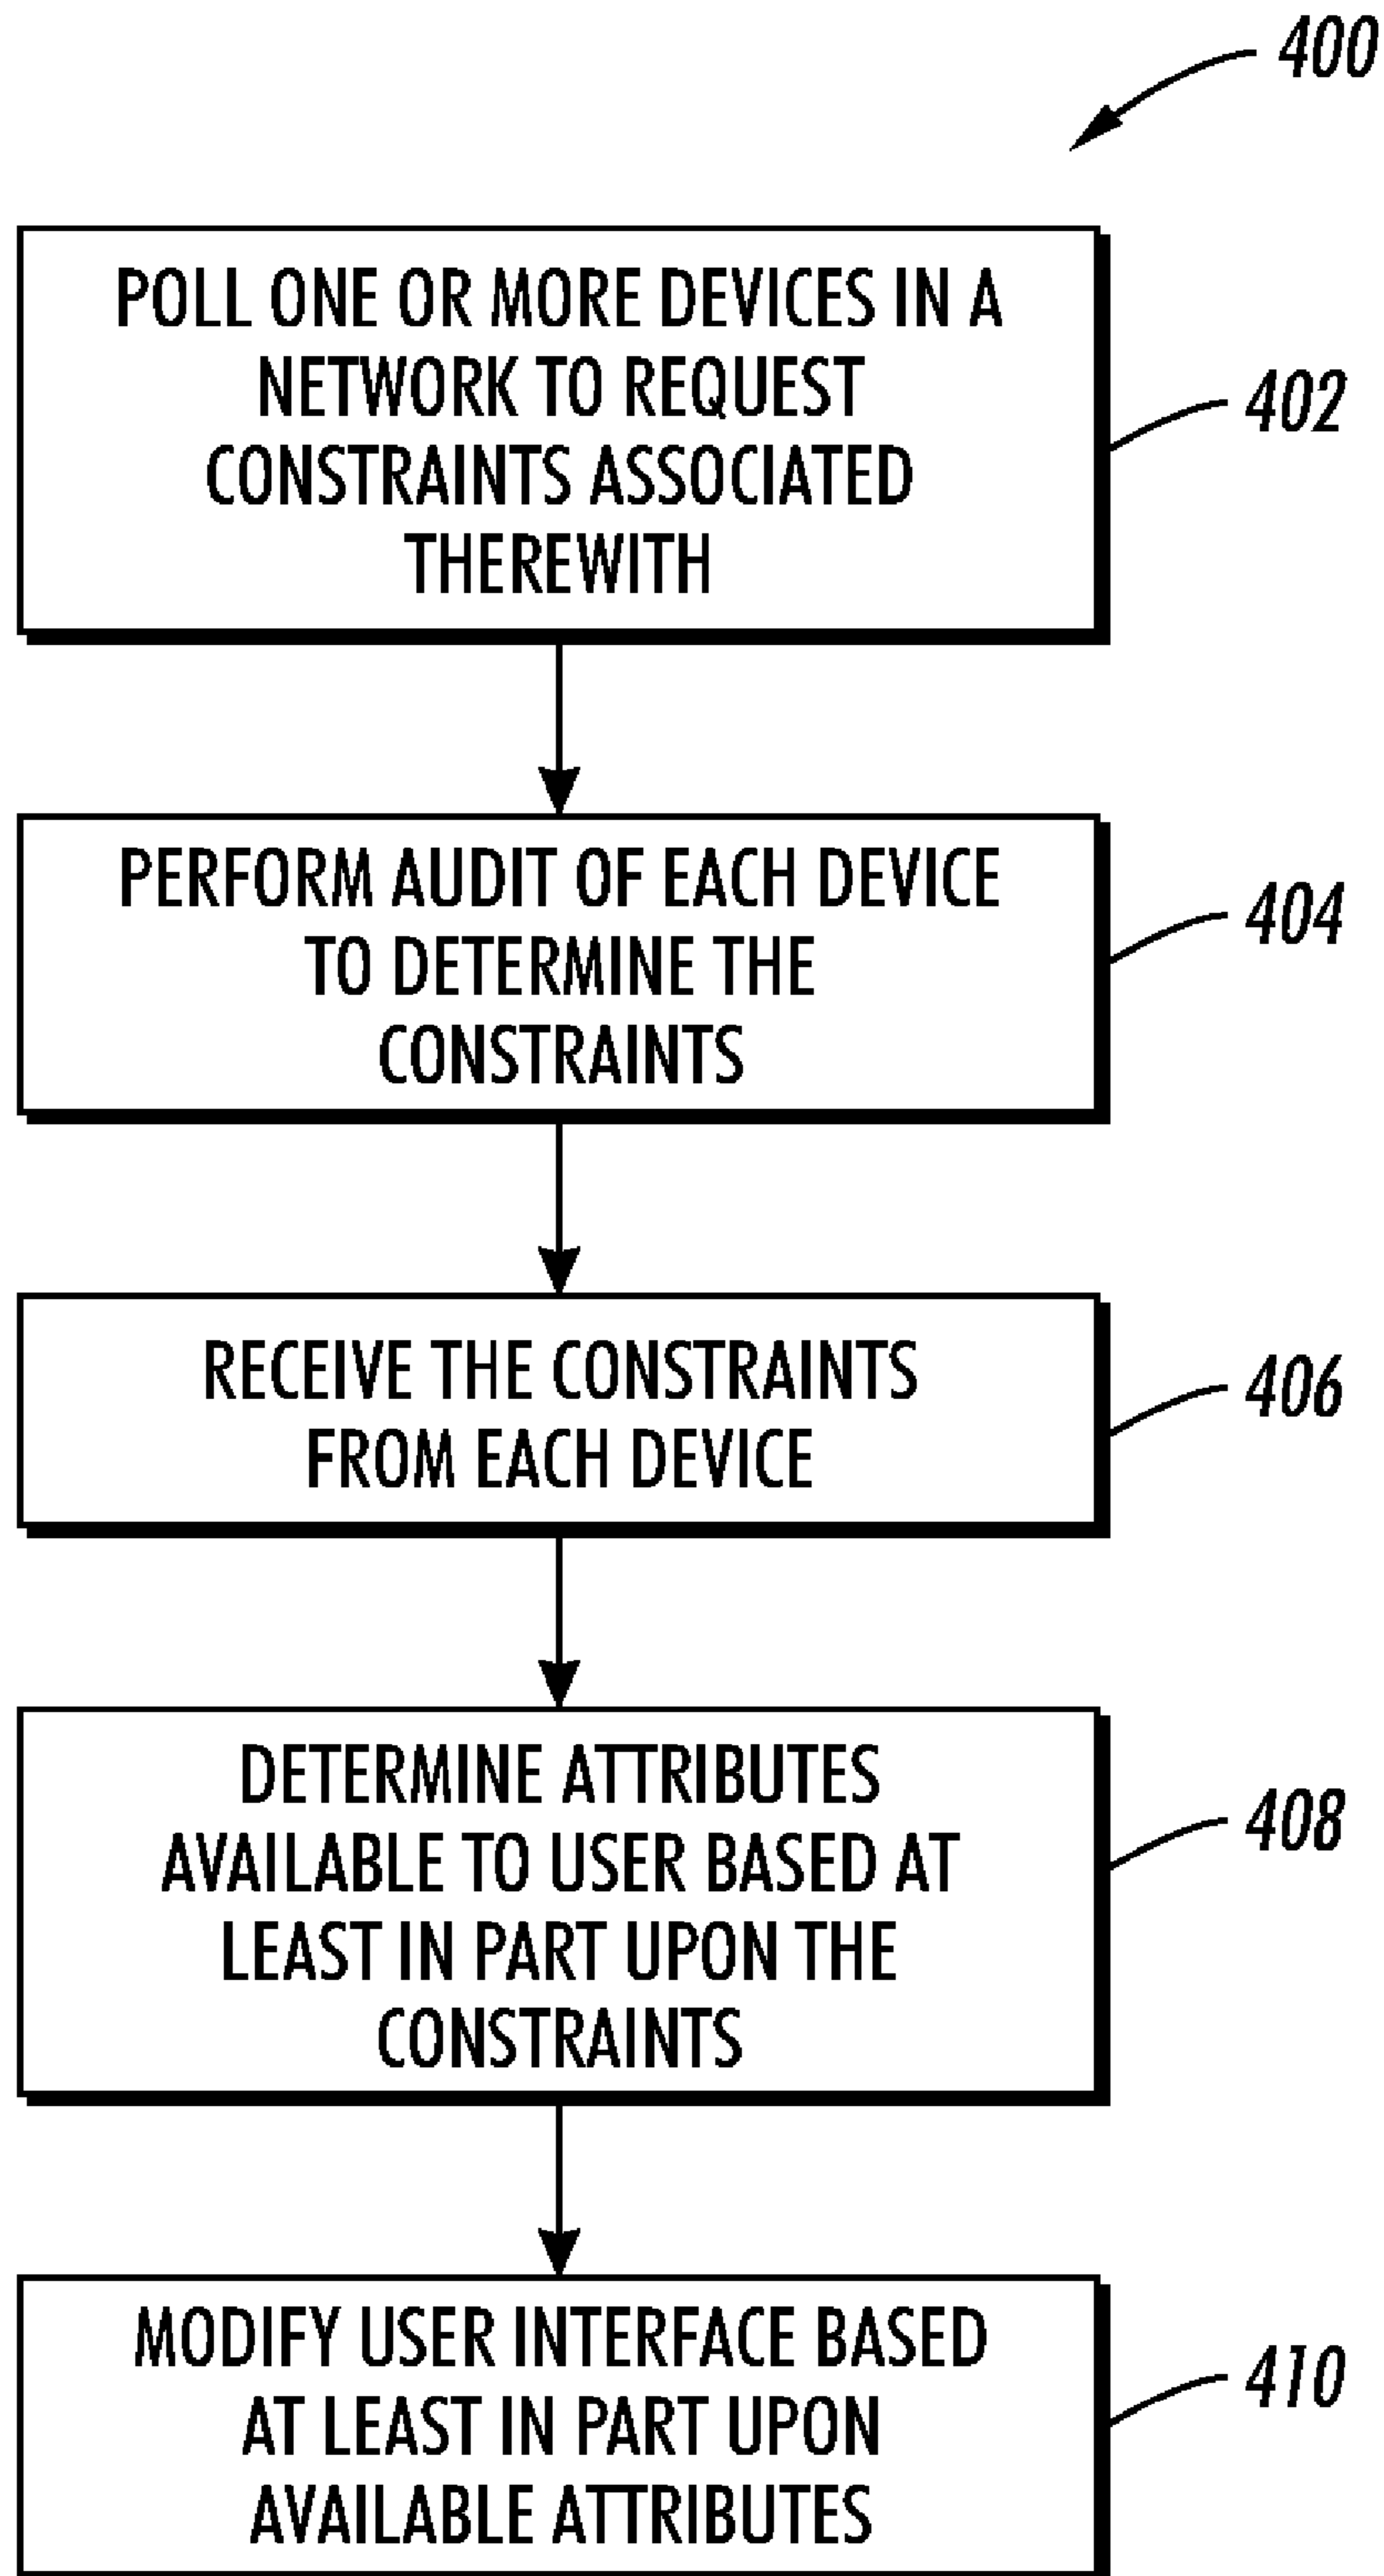 400
POLL ONE OR MORE DEVICES IN A
NETWORK TO REQUEST
CONSTRAINTS ASSOCIATED
THEREWITH
402
PERFORM AUDIT OF EACH DEVICE
TO DETERMINE THE
CONSTRAINTS
404
RECEIVE THE CONSTRAINTS
FROM EACH DEVICE
406
DETERMINE ATTRIBUTES
AVAILABLE TO USER BASED AT
LEAST IN PART UPON THE
CONSTRAINTS
408
MODIFY USER INTERFACE BASED
AT LEAST IN PART UPON
AVAILABLE ATTRIBUTES
410